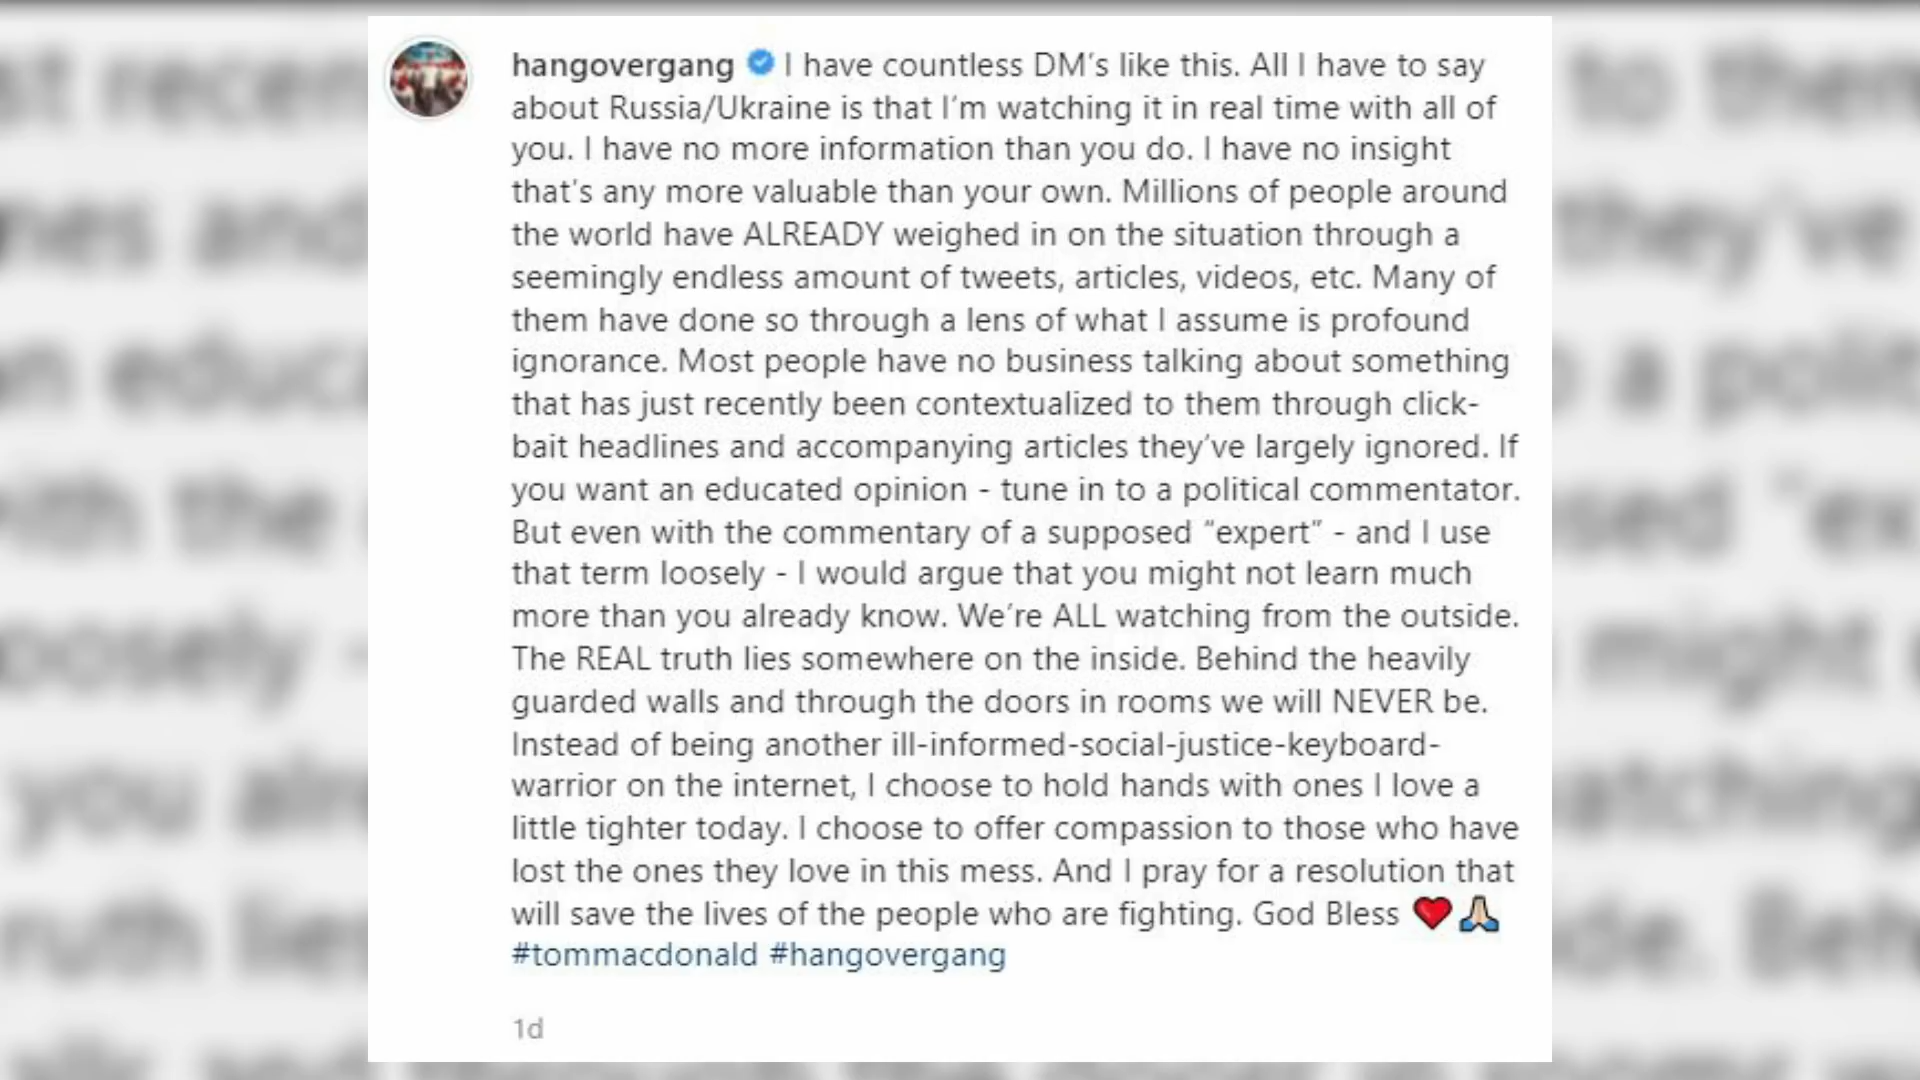 hangovergang I have countless DM's like this. All I have to say
about Russia/Ukraine is that I'm watching it in real time with all of
you. I have no more information than you do. I have no insight
that's any more valuable than your own. Millions of people around
the world have ALREADY weighed in on the situation through a
seemingly endless amount of tweets, articles, videos, etc. Many of
them have done so through a lens of what I assume is profound
ignorance. Most people have no business talking about something
that has just recently been contextualized to them through click-
bait headlines and accompanying articles they've largely ignored. If
you want an educated opinion - tune in to a political commentator.
But even with the commentary of a supposed “expert” - and I use
that term loosely - I would argue that you might not learn much
more than you already know. We're ALL watching from the outside.
The REAL truth lies somewhere on the inside. Behind the heavily
guarded walls and through the doors in rooms we will NEVER be.
Instead of being another ill-informed-social-justice-keyboard-
warrior on the internet, I choose to hold hands with ones I love a
little tighter today. I choose to offer compassion to those who have
lost the ones they love in this mess. And I pray for a resolution that
will save the lives of the people who are fighting. God Bless ❤️🙏🏻
#tommacdonald #hangovergang
1d